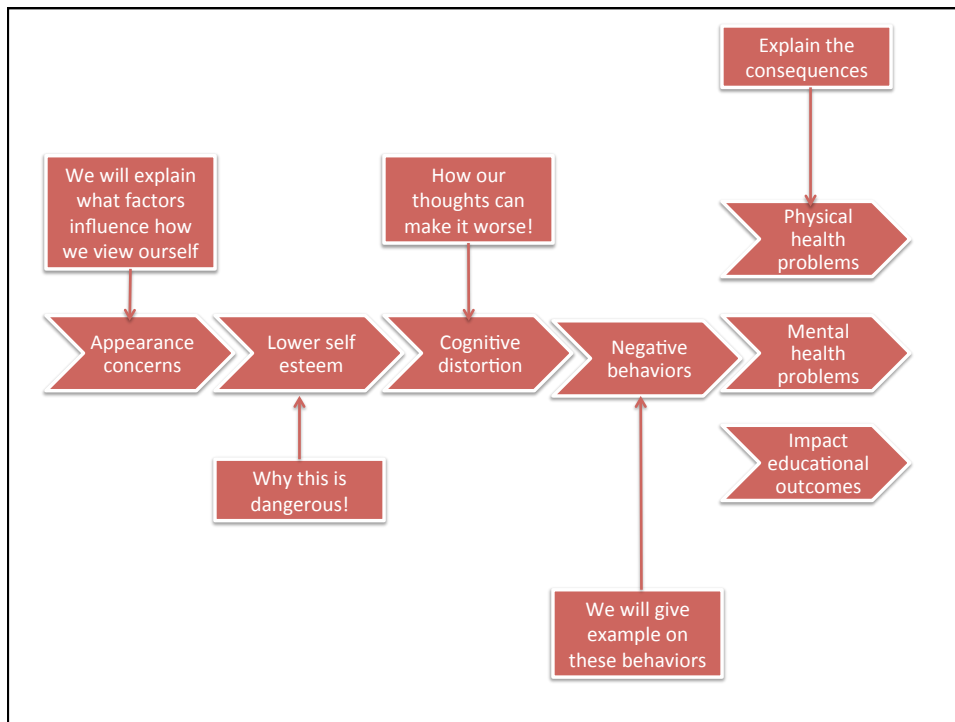 Explain the
consequences
We will explain
what factors
influence how
we view ourself
How our
thoughts can
make it worse!
Physical
health
problems
Appearance
concerns
Lower self
esteem
Cognitive
distortion
Negative
behaviors
Mental
health
problems
Impact
educational
outcomes
Why this is
dangerous!
We will give
example on
these behaviors